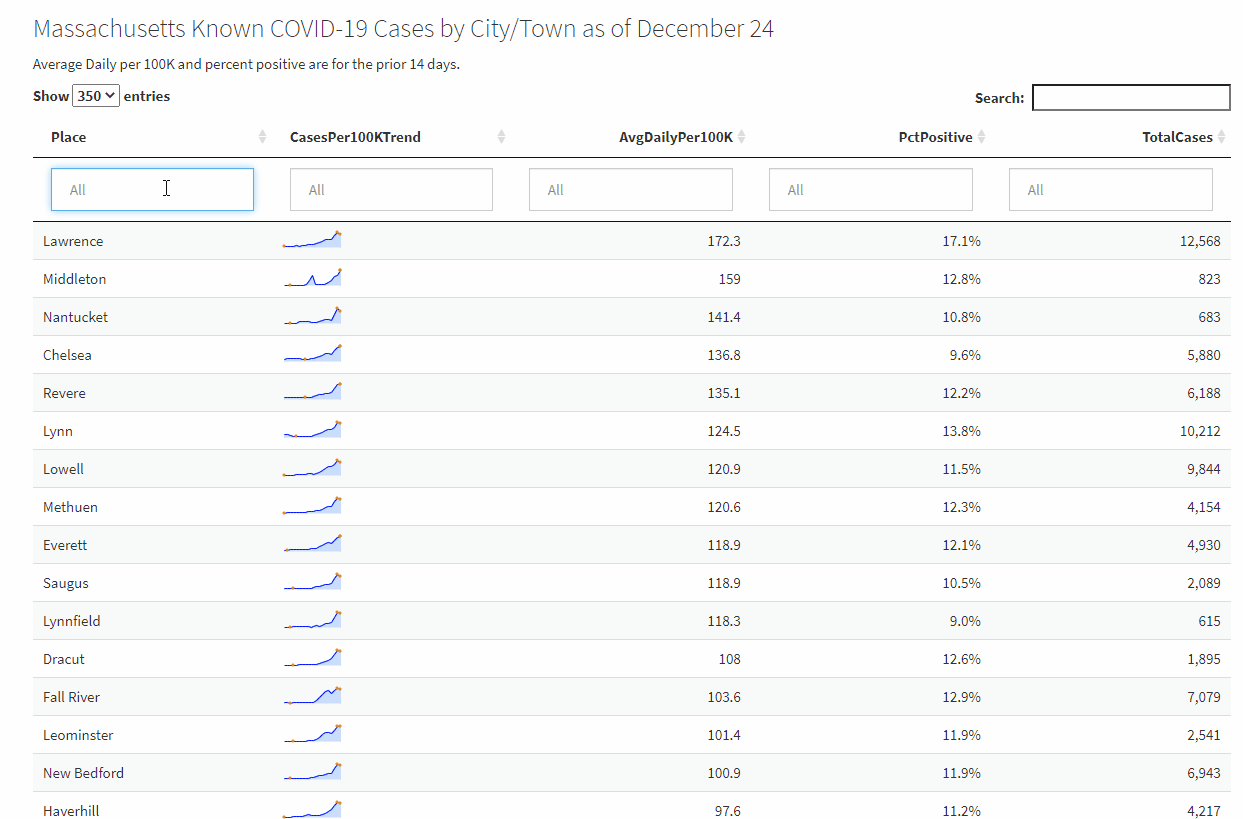 Massachusetts Known COVID-19 Cases by City/Town as of December 24
Average Daily per 100K and percent positive are for the prior 14 days.
Show 350 entries Search:
Place CasesPer100KTrend AvgDailyPer100K PctPositive TotalCases
All All All All All
Lawrence 172.3 17.1% 12,568
Middleton 159 12.8% 823
Nantucket 141.4 10.8% 683
Chelsea 136.8 9.6% 5,880
Revere 135.1 12.2% 6,188
Lynn 124.5 13.8% 10,212
Lowell 120.9 11.5% 9,844
Methuen 120.6 12.3% 4,154
Everett 118.9 12.1% 4,930
Saugus 118.9 10.5% 2,089
Lynnfield 118.3 9.0% 615
Dracut 108 12.6% 1,895
Fall River 103.6 12.9% 7,079
Leominster 101.4 11.9% 2,541
New Bedford 100.9 11.9% 6,943
Haverhill 97.6 11.2% 4,217